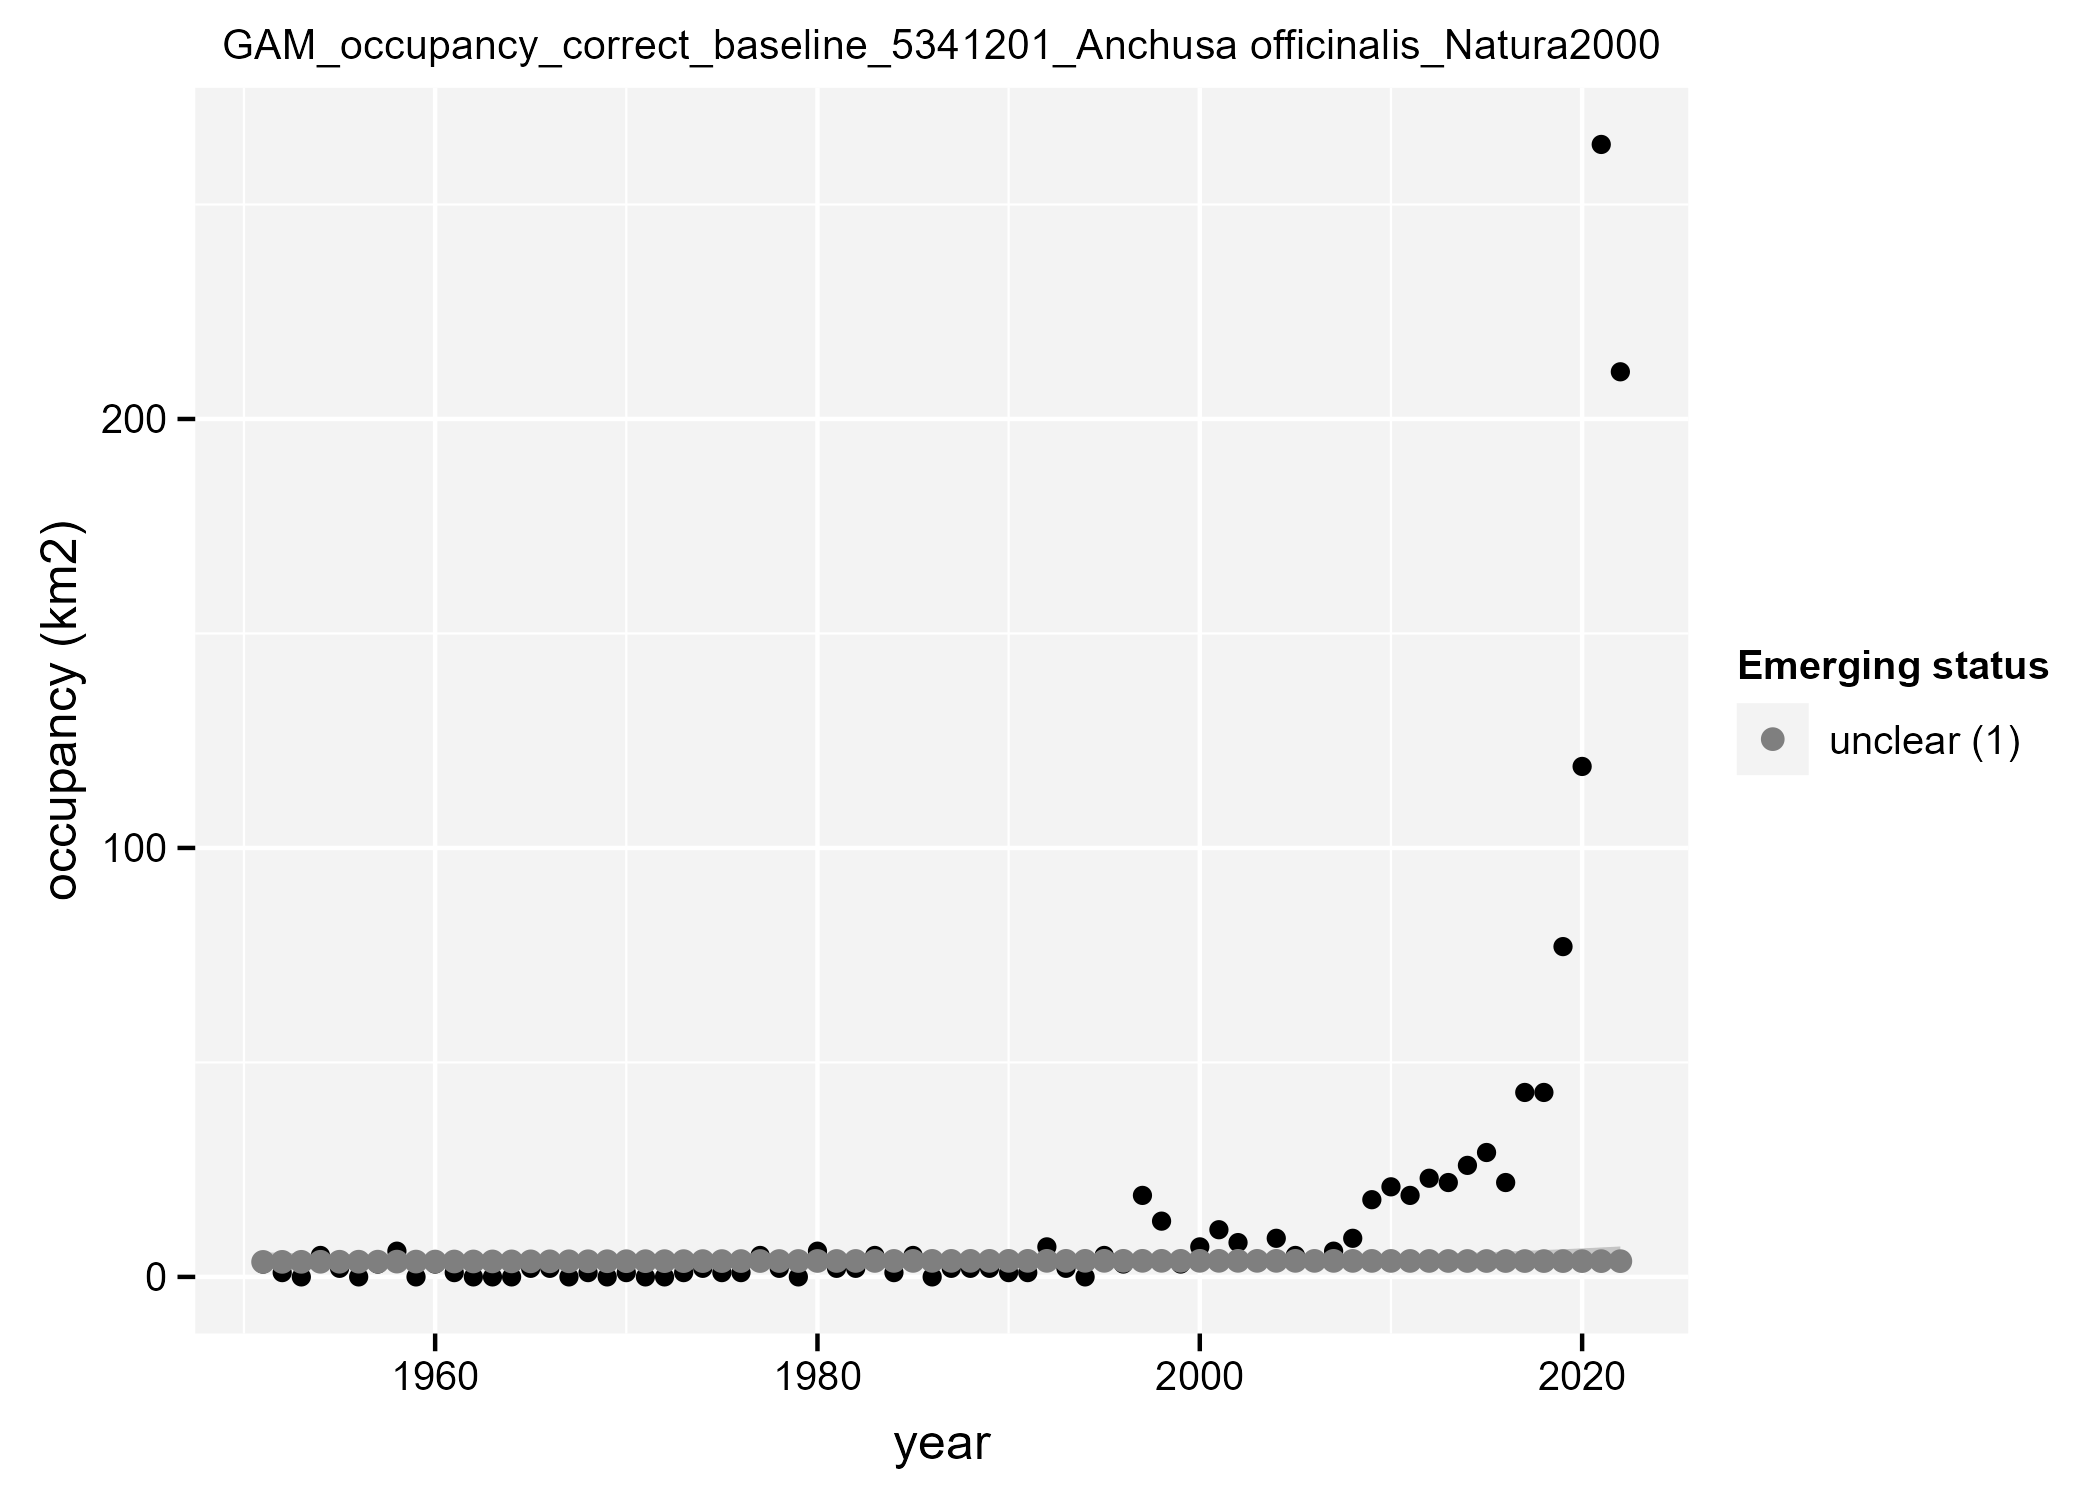 GAM_occupancy_correct_baseline_5341201_Anchusa officinalis_Natura2000
occupancy (km2)
200
100
0
1960
1980
2000
2020
year
Emerging status
unclear (1)